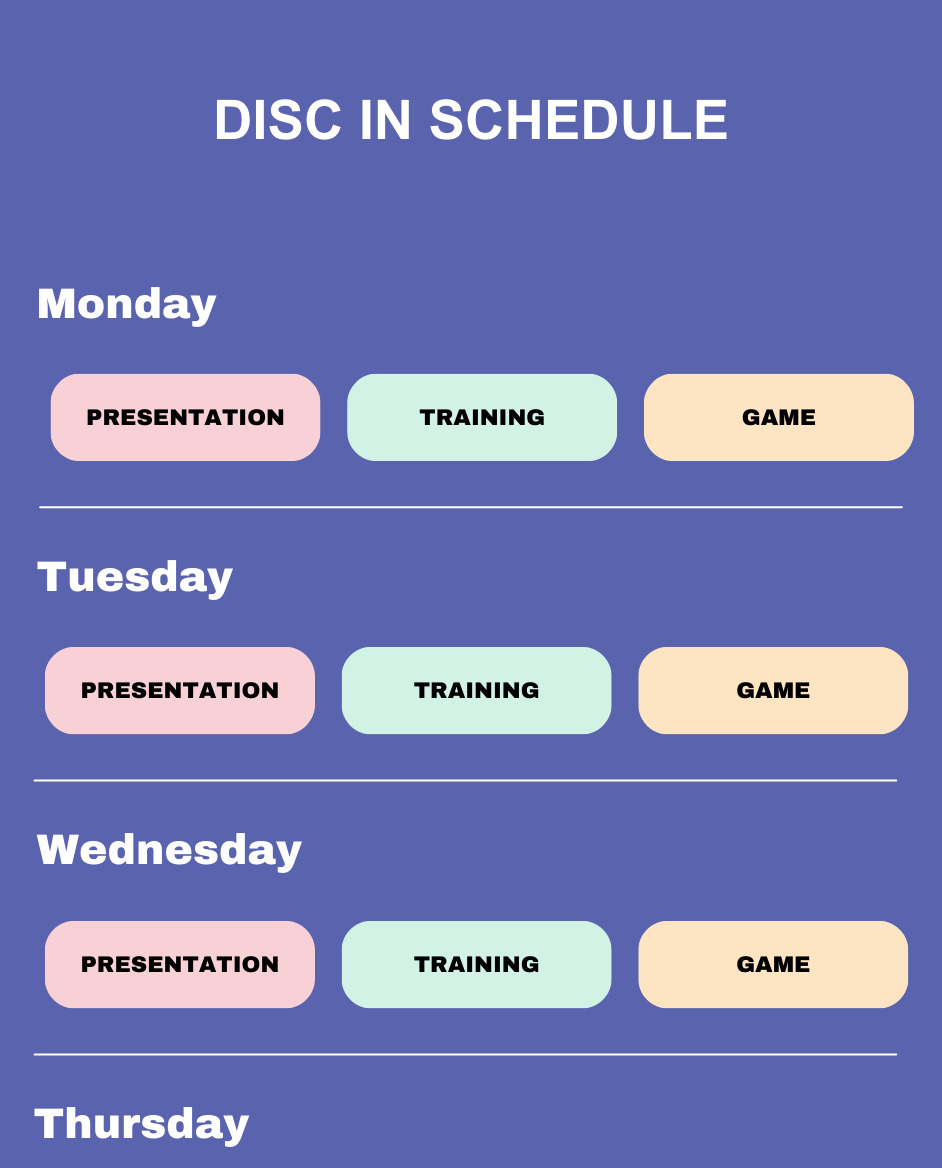 DISC IN SCHEDULE
Monday
PRESENTATION TRAINING GAME
Tuesday
PRESENTATION TRAINING GAME
Wednesday
PRESENTATION TRAINING GAME
Thursday